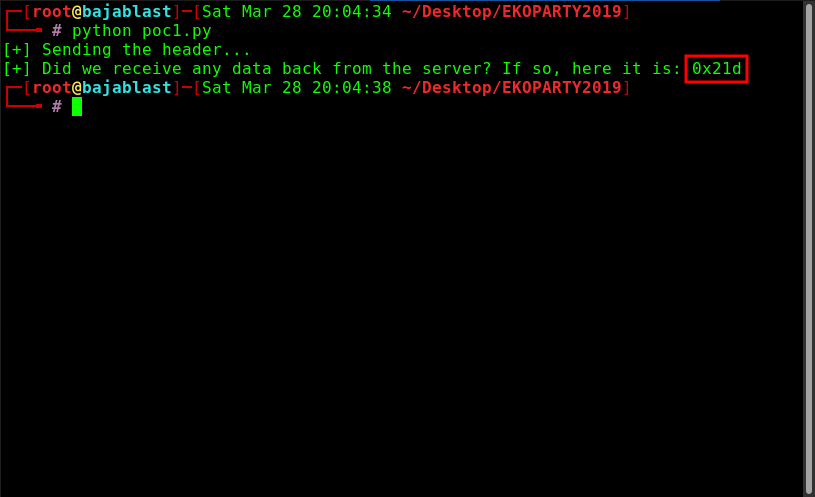 ┌─[root@bajablast]─[Sat Mar 28 20:04:34 ~/Desktop/EKOPARTY2019]
└──╼ # python poc1.py
[+] Sending the header...
[+] Did we receive any data back from the server? If so, here it is: 0x21d
┌─[root@bajablast]─[Sat Mar 28 20:04:38 ~/Desktop/EKOPARTY2019]
└──╼ #